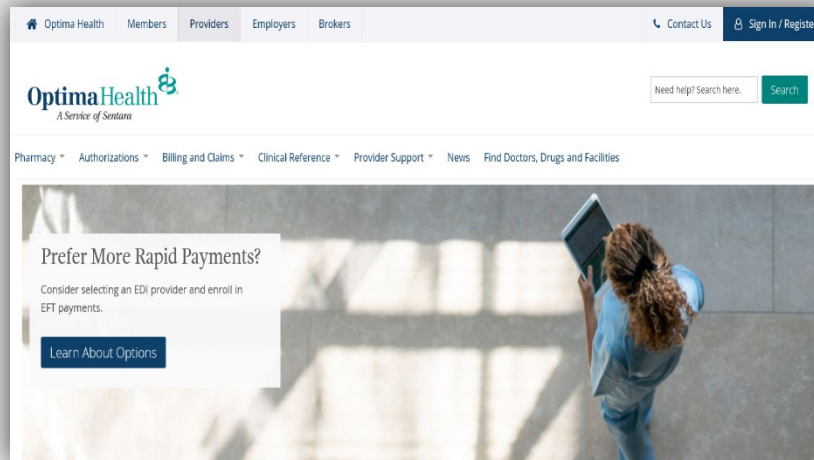 Optima Health Members Providers Employers Brokers Contact Us Sign In / Registe
OptimaHealth
A Service of Sentara
Need help? Search here. Search
Pharmacy Authorizations Billing and Claims Clinical Reference Provider Support News Find Doctors, Drugs and Facilities
Prefer More Rapid Payments?
Consider selecting an EDI provider and enroll in
EFT payments.
Learn About Options